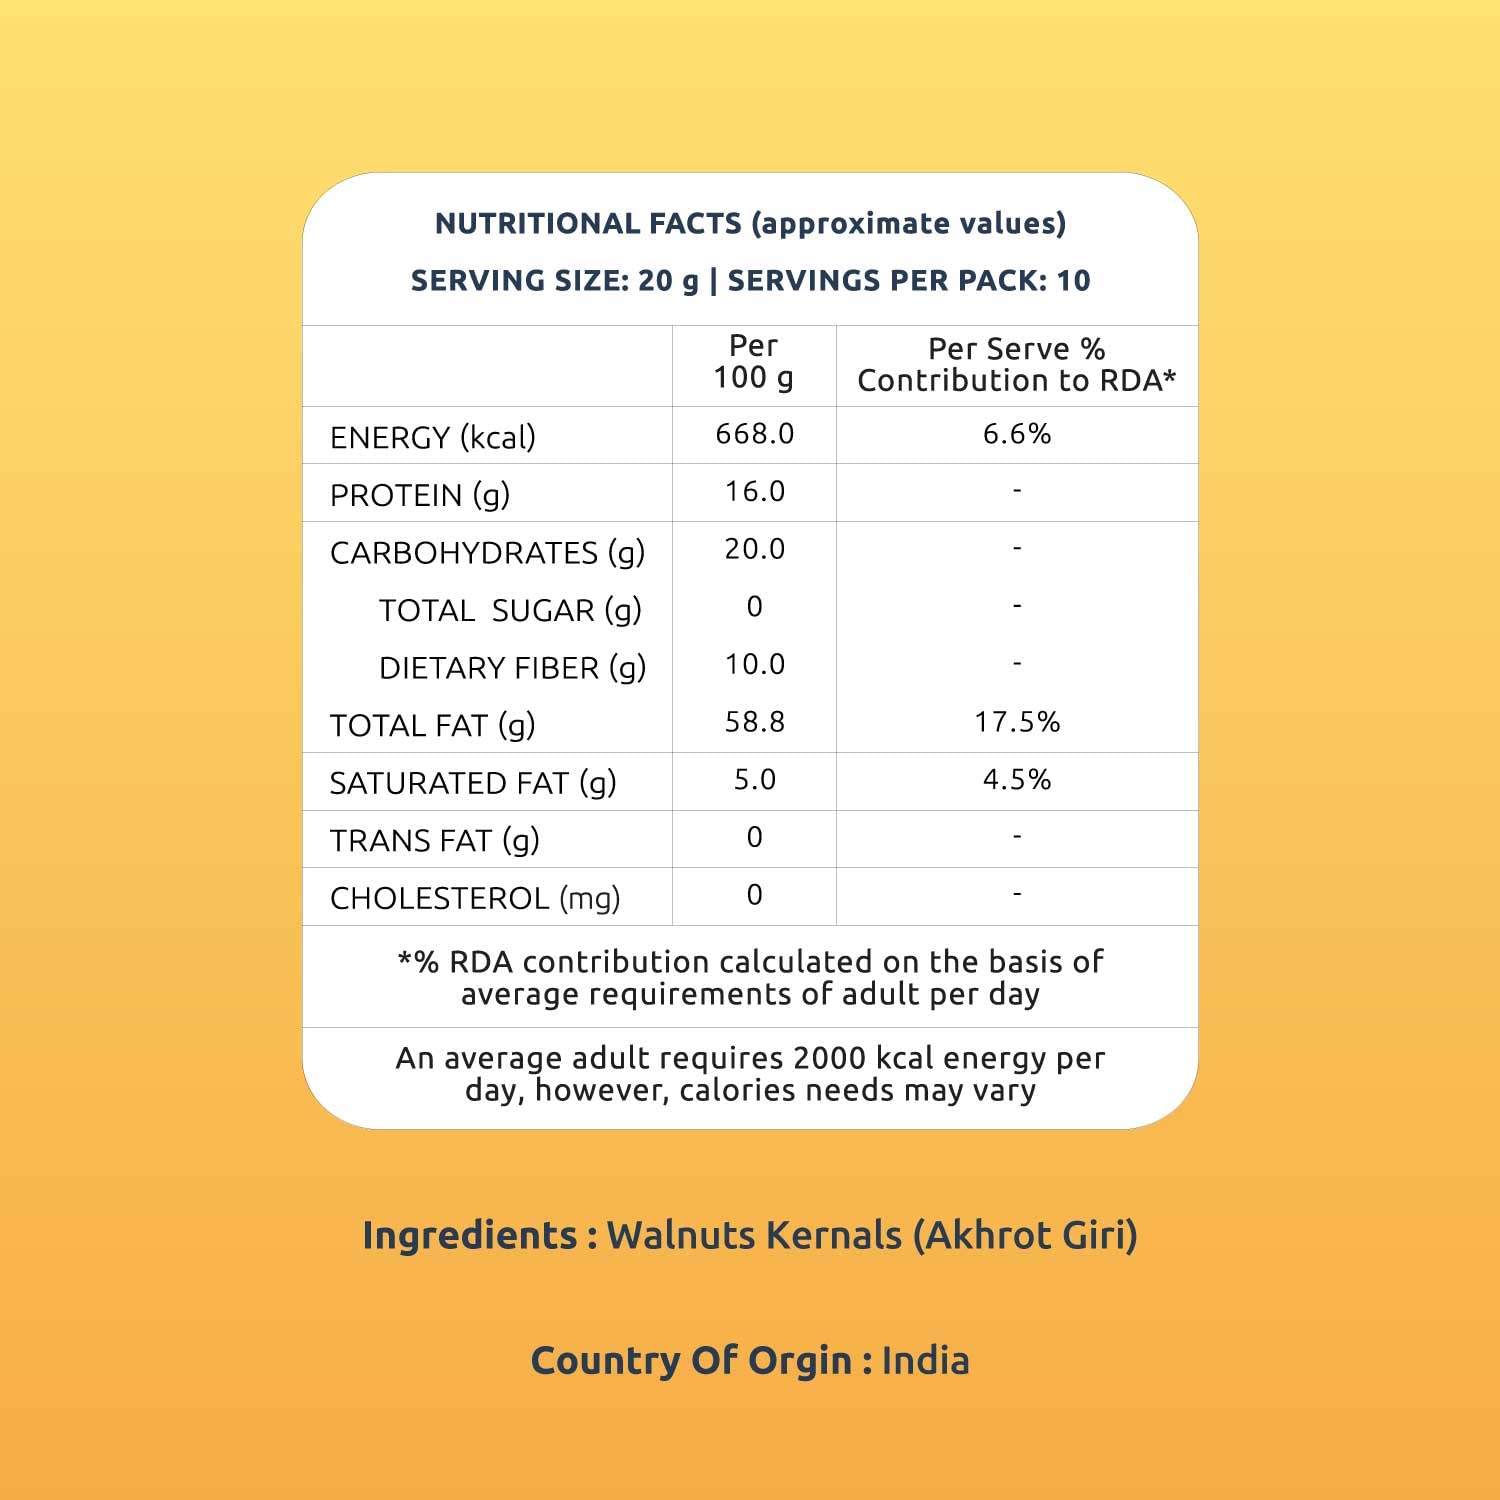 NUTRITIONAL FACTS (approximate values)
SERVING SIZE: 20 g | SERVINGS PER PACK: 10
Per 100 g Per Serve % Contribution to RDA*
ENERGY (kcal) 668.0 6.6%
PROTEIN (g) 16.0 -
CARBOHYDRATES (g) 20.0 -
TOTAL SUGAR (g) 0 -
DIETARY FIBER (g) 10.0 -
TOTAL FAT (g) 58.8 17.5%
SATURATED FAT (g) 5.0 4.5%
TRANS FAT (g) 0 -
CHOLESTEROL (mg) 0 -
*% RDA contribution calculated on the basis of
average requirements of adult per day
An average adult requires 2000 kcal energy per
day, however, calories needs may vary
Ingredients : Walnuts Kernals (Akhrot Giri)
Country Of Orgin : India